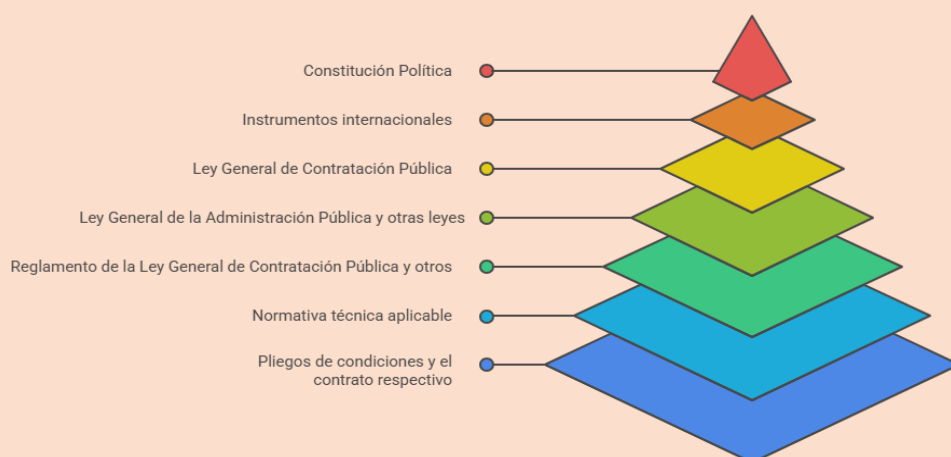 Constitución Política
Instrumentos internacionales
Ley General de Contratación Pública
Ley General de la Administración Pública y otras leyes
Reglamento de la Ley General de Contratación Pública y otros
Normativa técnica aplicable
Pliegos de condiciones y el
contrato respectivo